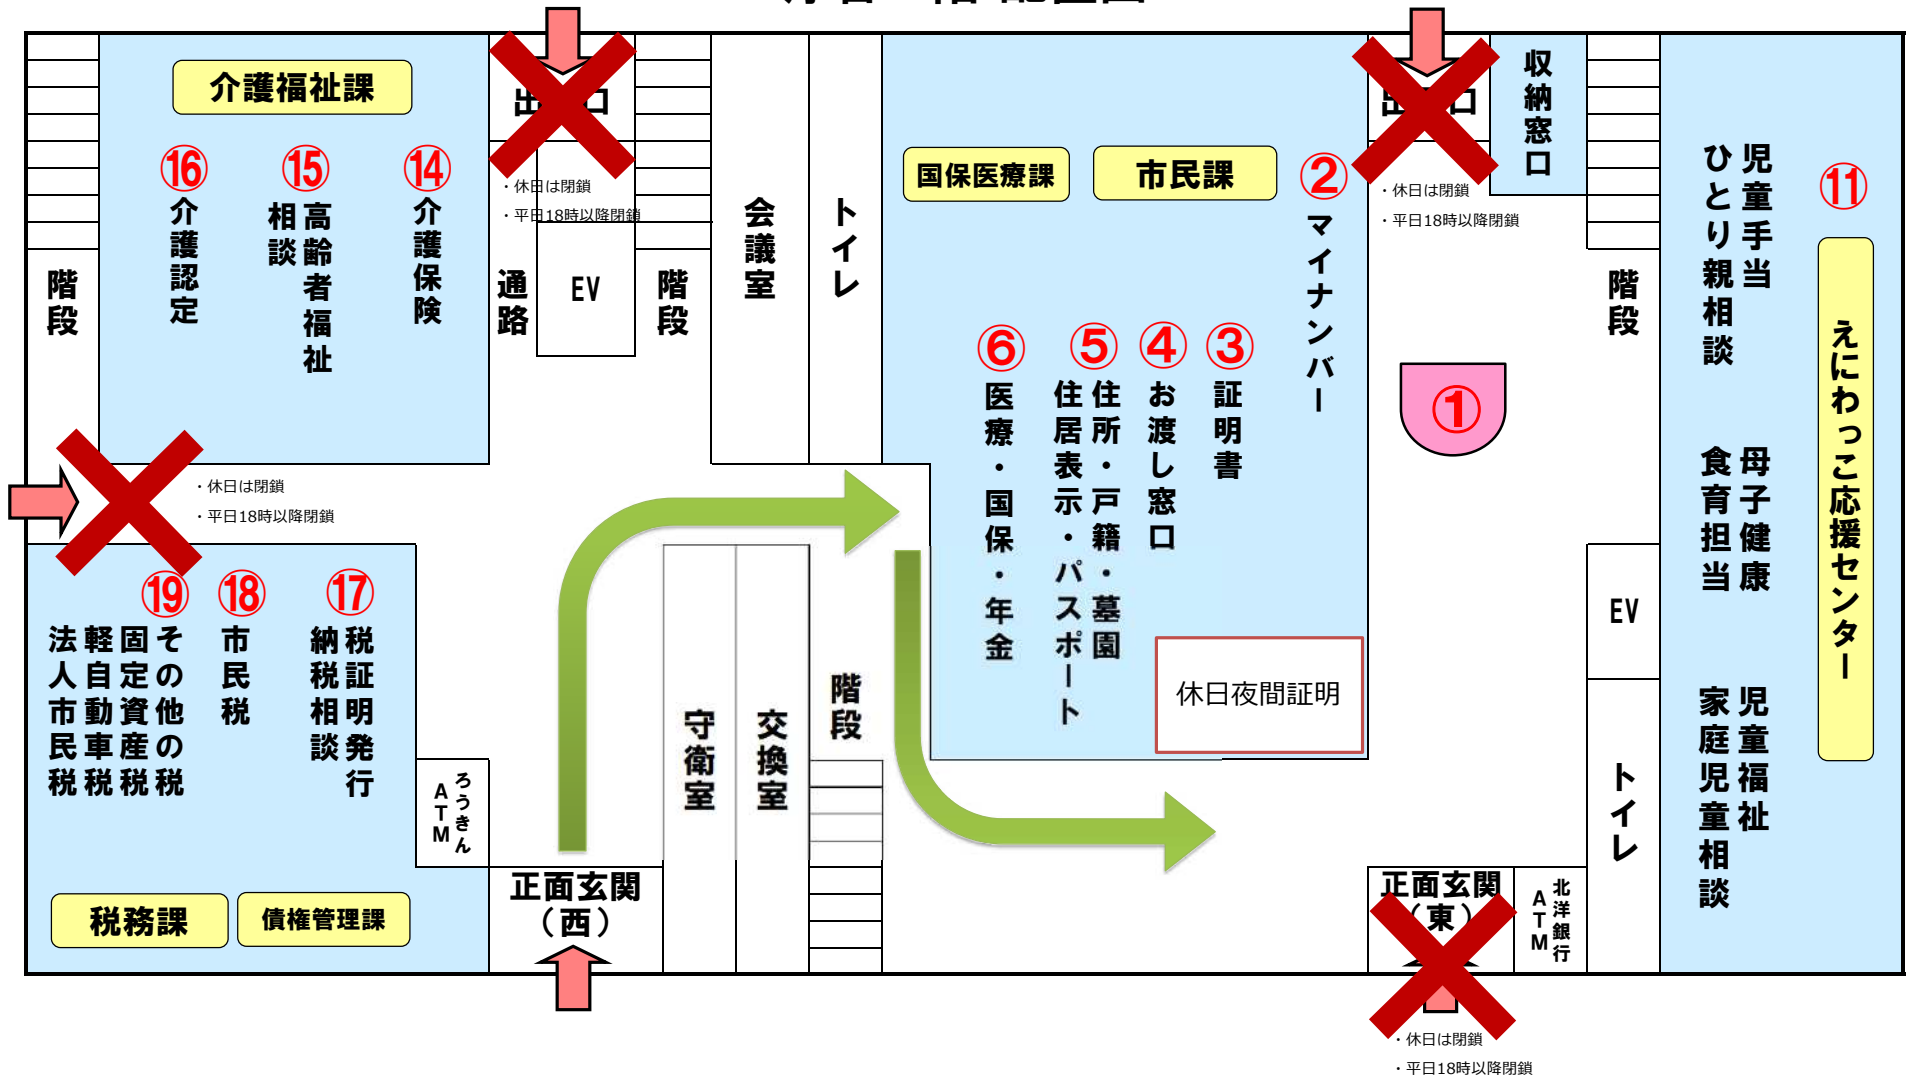 介護福祉課
⑯
介護認定
⑮
高齢者福祉
相談
⑭
介護保険
・休日は閉鎖
・平日18時以降閉鎖
階段
通路
EV
階段
会議室
トイレ
国保医療課
市民課
②
マイナンバー
③
証明書
④
お渡し窓口
⑤
住所・戸籍・墓園
住居表示・パスポート
⑥
医療・国保・年金
休日夜間証明
・休日は閉鎖
・平日18時以降閉鎖
収納窓口
階段
①
⑪
えにわっこ応援センター
児童手当
ひとり親相談
母子健康
食育担当
児童福祉
家庭児童相談
EV
トイレ
・休日は閉鎖
・平日18時以降閉鎖
⑲
その他の税
固定資産税
軽自動車税
法人市民税
⑱
市民税
⑰
税証明発行
納税相談
税務課
債権管理課
ろうきん
ATM
正面玄関
（西）
守衛室
交換室
階段
正面玄関
（東）
北洋銀行
ATM
・休日は閉鎖
・平日18時以降閉鎖